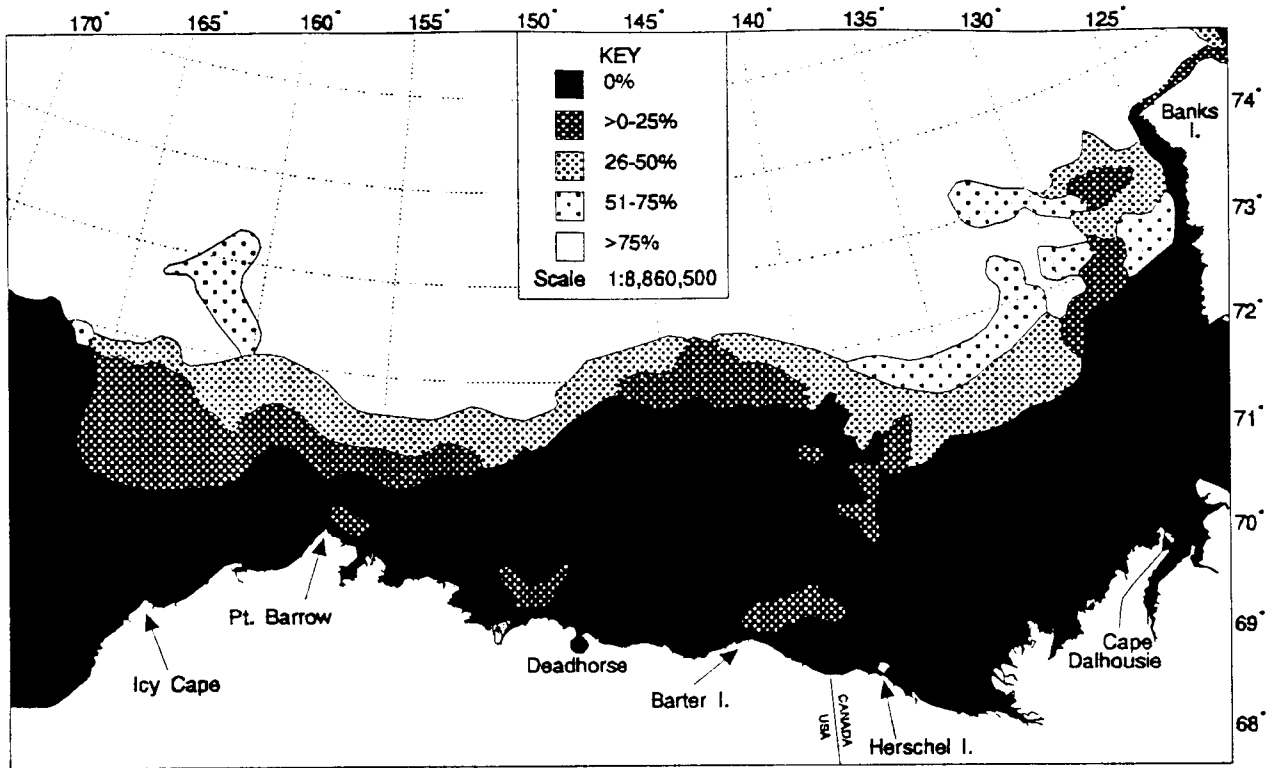 170° 165° 160° 155° 150° 145° 140° 135° 130° 125°
KEY
0%
>0-25%
26-50%
51-75%
>75%
Scale 1:8,860,500
74°
Banks
I.
73°
72°
71°
70°
69°
68°
Pt. Barrow
Icy Cape
Deadhorse
Barter I.
USA
CANADA
Herschel I.
Cape
Dalhousie